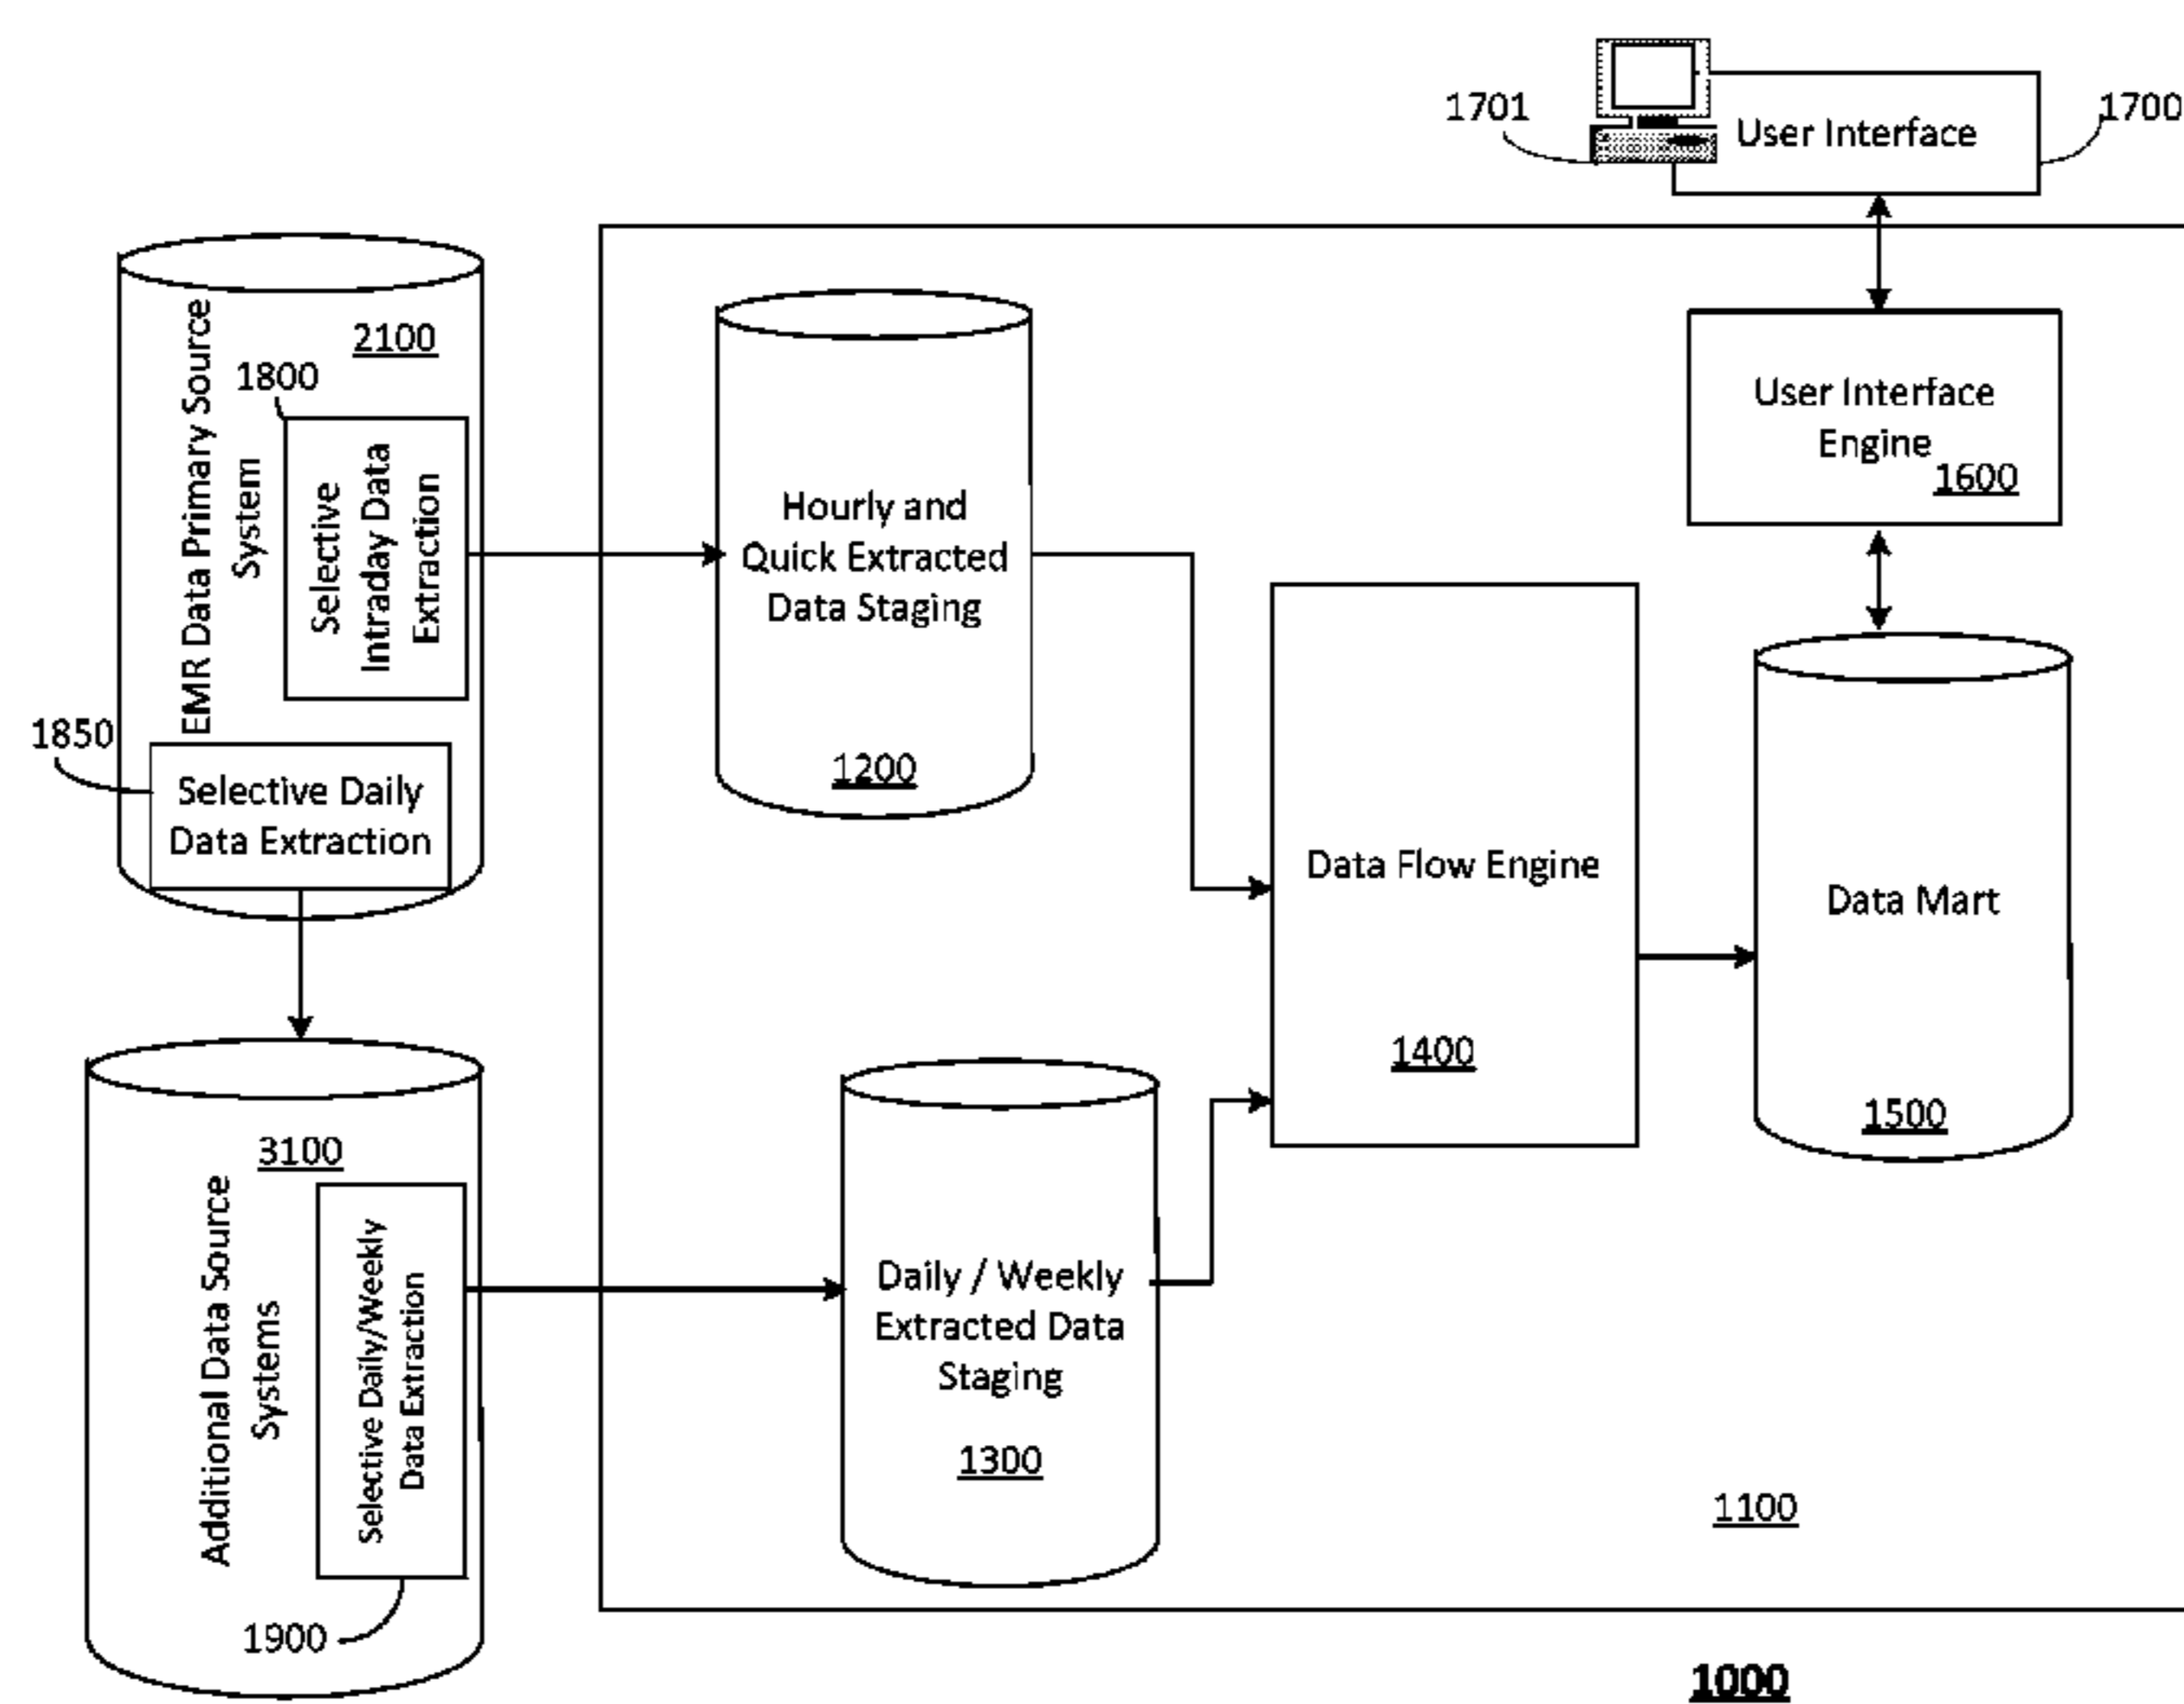 1701
User Interface
1700
EMR Data Primary Source
System
2100
1800
Selective
Intraday Data
Extraction
1850
Selective Daily
Data Extraction
Hourly and
Quick Extracted
Data Staging
1200
User Interface
Engine
1600
Data Flow Engine
1400
Data Mart
1500
3100
Additional Data Source
Systems
Selective Daily/Weekly
Data Extraction
1900
Daily / Weekly
Extracted Data
Staging
1300
1100
1000